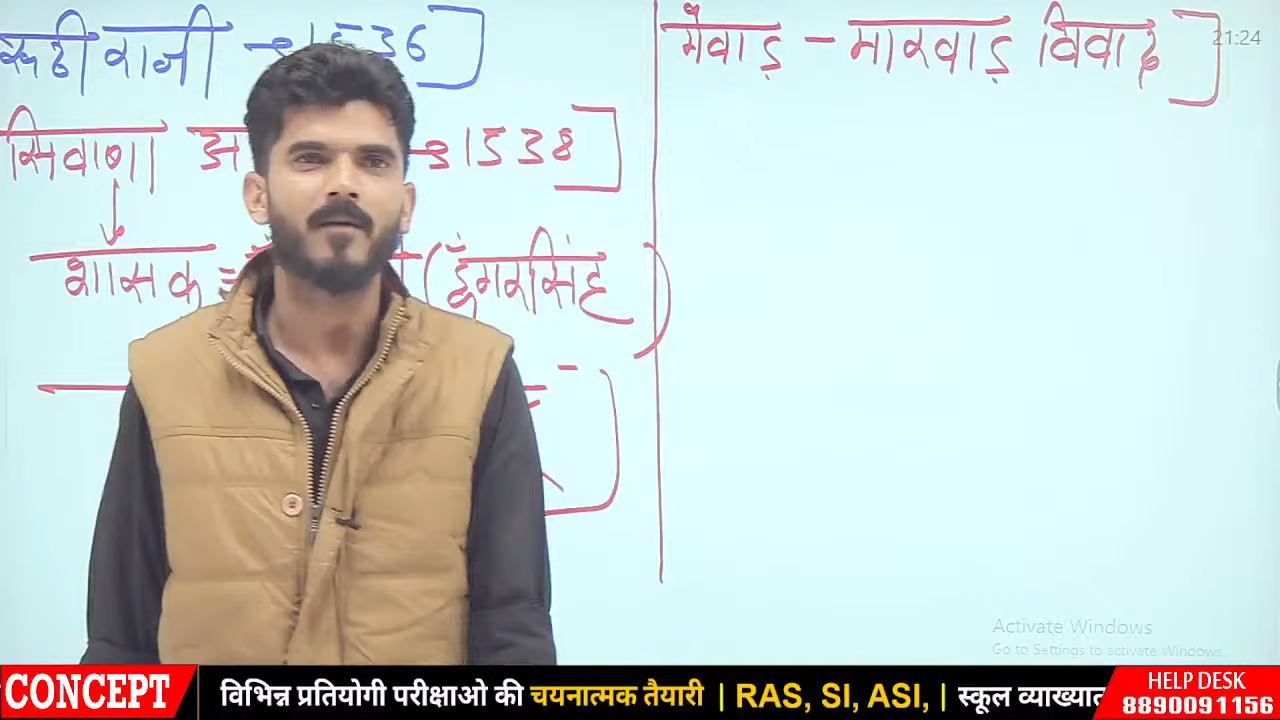 रूठी राणी → 1536
सिवाणा → 1538
शासक = (डूँगरसिंह)
मेवाड़ - मारवाड़ विवाद
21:24
Activate Windows
Go to Settings to activate Windows.
CONCEPT
विभिन्न प्रतियोगी परीक्षाओ की चयनात्मक तैयारी | RAS, SI, ASI, | स्कूल व्याख्यात
HELP DESK
8890091156